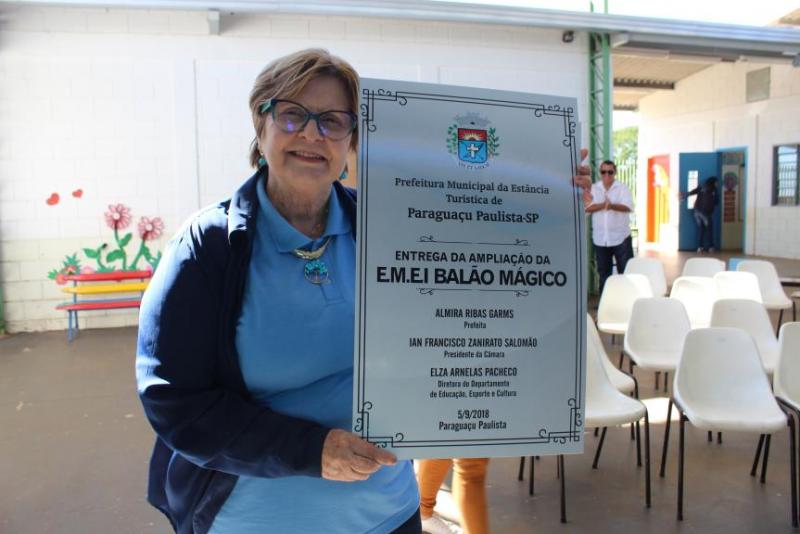 Prefeitura Municipal da Estância
Turística de
Paraguaçu Paulista-SP
ENTREGA DA AMPLIAÇÃO DA
E.M.E.I BALÃO MÁGICO
ALMIRA RIBAS GARMS
Prefeita
IAN FRANCISCO ZANIRATO SALOMÃO
Presidente da Câmara
ELZA ARNELAS PACHECO
Diretora do Departamento
de Educação, Esporte e Cultura
5/9/2018
Paraguaçu Paulista